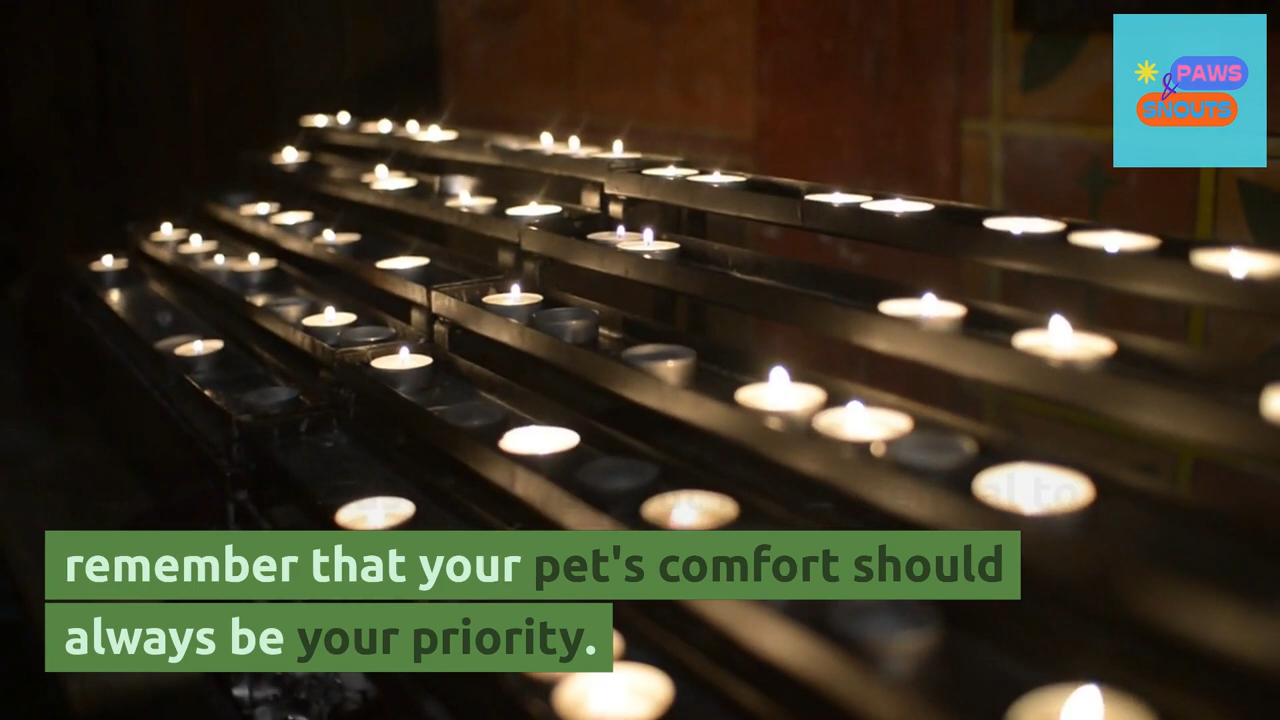 PAWS
&
SNOUTS
remember that your pet's comfort should
always be your priority.